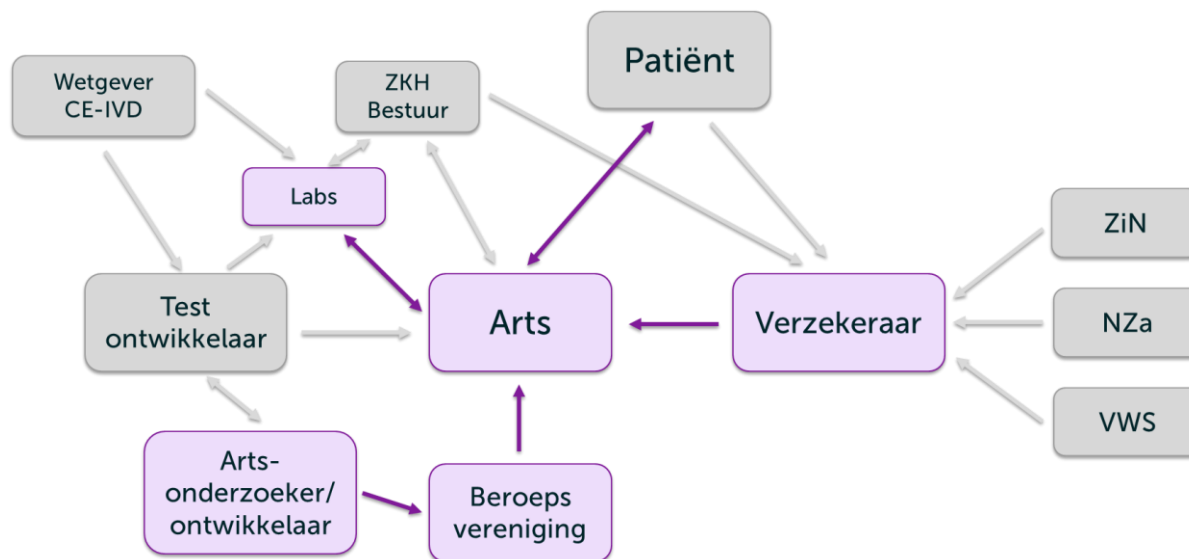 Wetgever
CE-IVD
ZKH
Bestuur
Patiënt
Labs
ZiN
Test
ontwikkelaar
Arts
Verzekeraar
NZa
VWS
Arts-
onderzoeker/
ontwikkelaar
Beroeps
vereniging